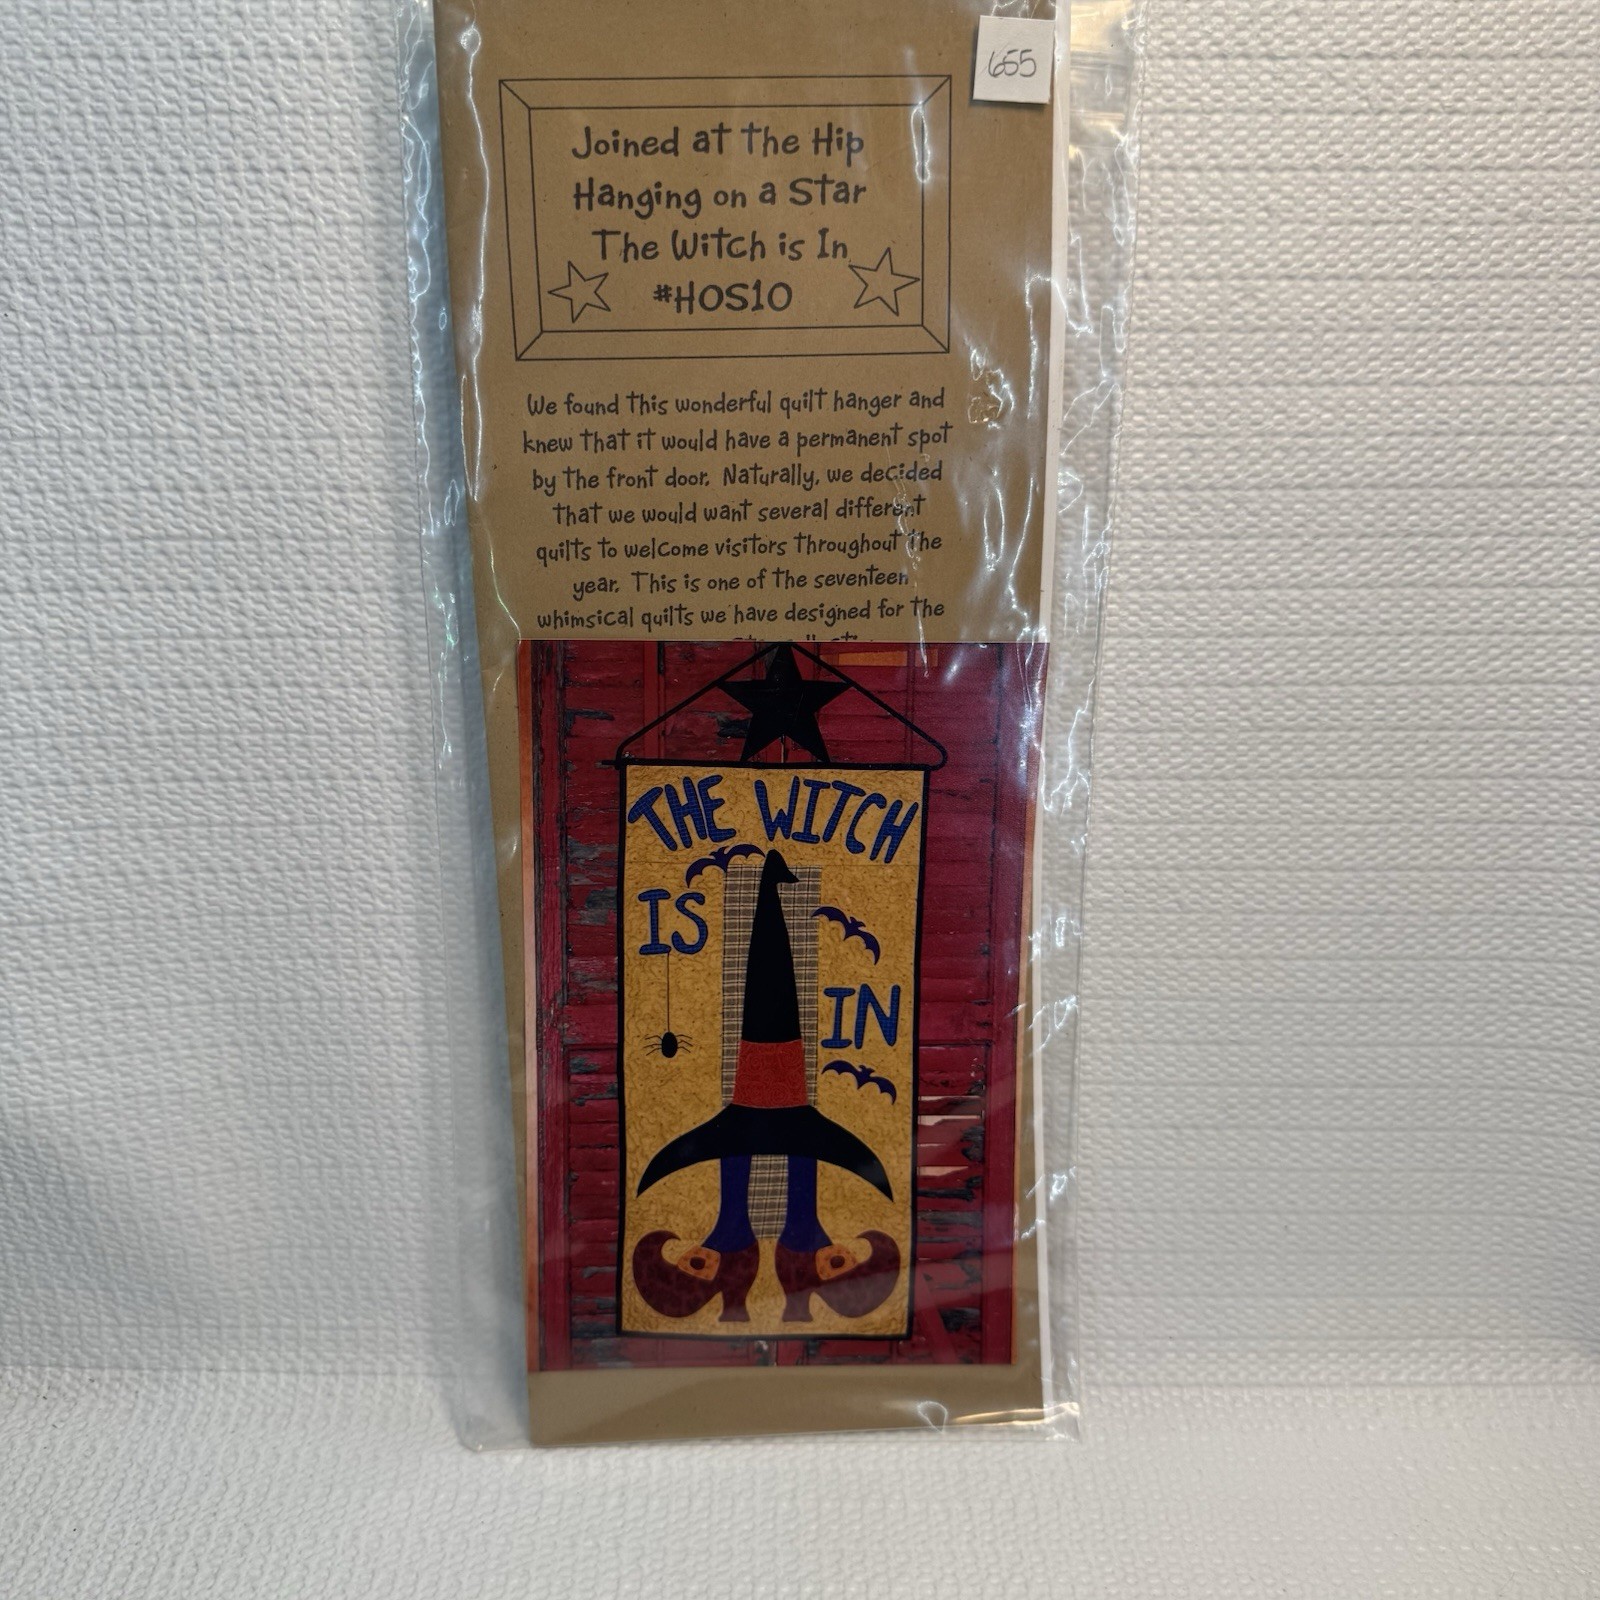 655
Joined at the Hip
Hanging on a Star
The Witch is In
#HOS10
We found this wonderful quilt hanger and
knew that it would have a permanent spot
by the front door. Naturally, we decided
that we would want several different
quilts to welcome visitors throughout the
year. This is one of the seventeen
whimsical quilts we have designed for the
THE WITCH
IS
IN